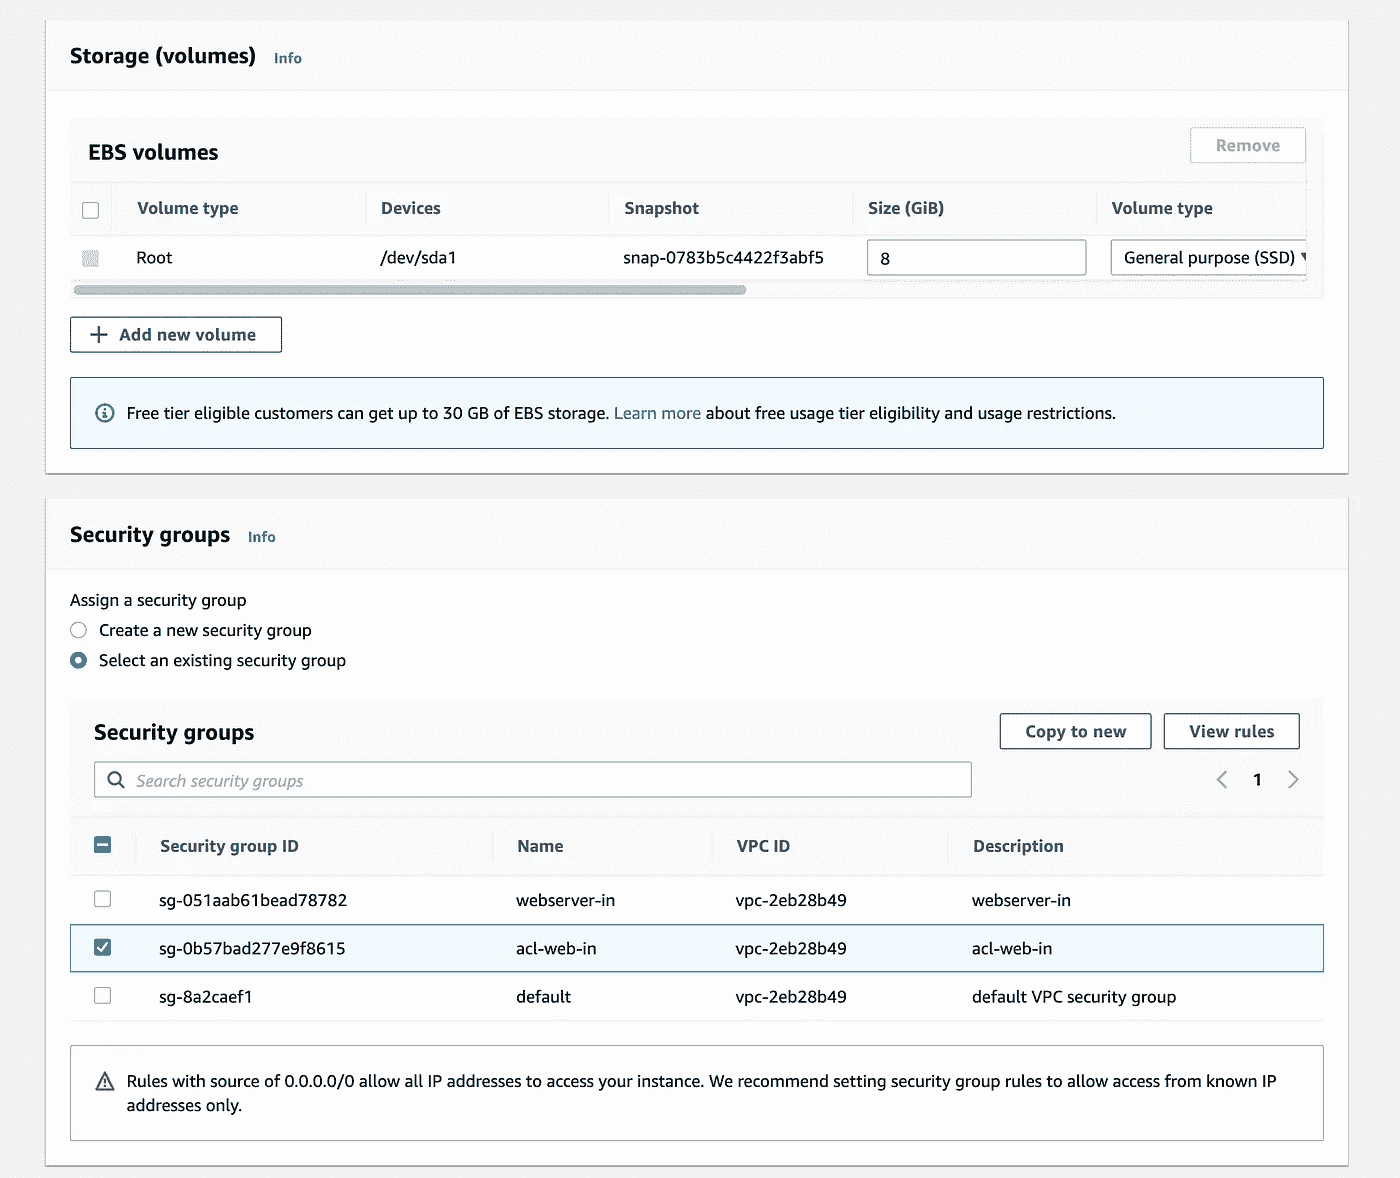 Storage (volumes) Info
EBS volumes
Remove
Volume type Devices Snapshot Size (GiB) Volume type
Root /dev/sda1 snap-0783b5c4422f3abf5 8 General purpose (SSD)
Add new volume
Free tier eligible customers can get up to 30 GB of EBS storage. Learn more about free usage tier eligibility and usage restrictions.
Security groups Info
Assign a security group
Create a new security group
Select an existing security group
Security groups
Copy to new View rules
Search security groups
1
Security group ID Name VPC ID Description
sg-051aab61bead78782 webserver-in vpc-2eb28b49 webserver-in
sg-0b57bad277e9f8615 acl-web-in vpc-2eb28b49 acl-web-in
sg-8a2caef1 default vpc-2eb28b49 default VPC security group
Rules with source of 0.0.0.0/0 allow all IP addresses to access your instance. We recommend setting security group rules to allow access from known IP
addresses only.